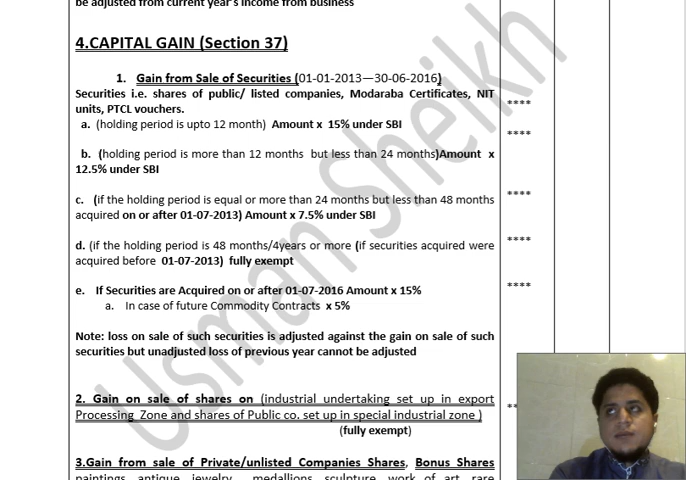 be adjusted from current year's income from business
4.CAPITAL GAIN (Section 37)
1. Gain from Sale of Securities (01-01-2013—30-06-2016)
Securities i.e. shares of public/ listed companies, Modaraba Certificates, NIT
units, PTCL vouchers.
****
a. (holding period is upto 12 month) Amount x 15% under SBI
****
b. (holding period is more than 12 months but less than 24 months)Amount x
12.5% under SBI
c. (if the holding period is equal or more than 24 months but less than 48 months
****
acquired on or after 01-07-2013) Amount x 7.5% under SBI
d. (if the holding period is 48 months/4years or more (if securities acquired were
****
acquired before 01-07-2013) fully exempt
e. If Securities are Acquired on or after 01-07-2016 Amount x 15%
****
a. In case of future Commodity Contracts x 5%
Note: loss on sale of such securities is adjusted against the gain on sale of such
securities but unadjusted loss of previous year cannot be adjusted
2. Gain on sale of shares on (industrial undertaking set up in export
**
Processing Zone and shares of Public co. set up in special industrial zone )
(fully exempt)
3.Gain from sale of Private/unlisted Companies Shares, Bonus Shares
paintings, antique, jewelry, medallions, sculpture, work of art, rare
Usman Sheikh